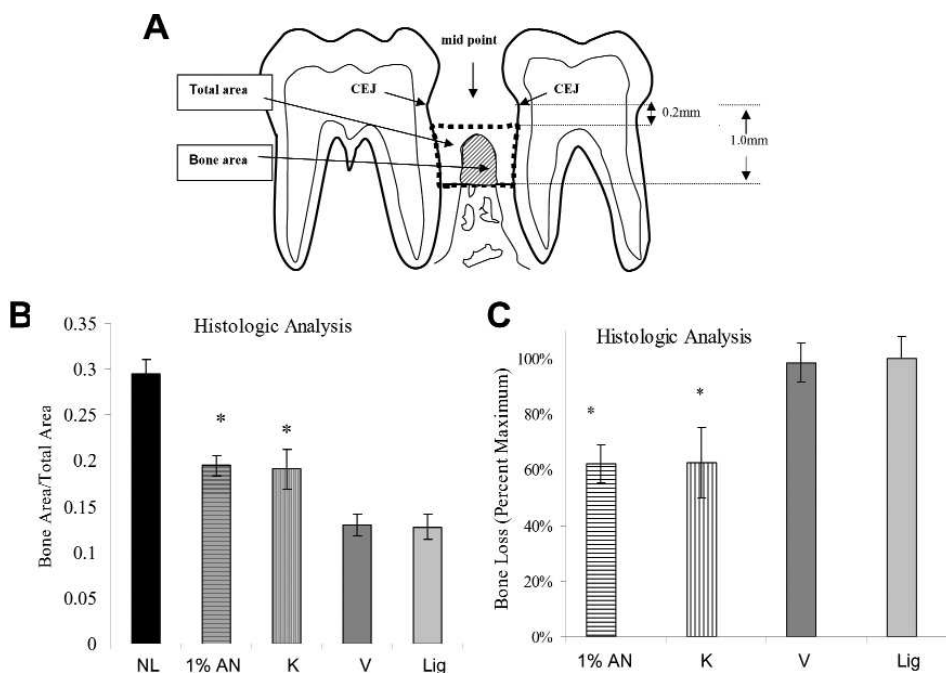 A
mid point
Total area
CEJ
CEJ
0.2mm
1.0mm
Bone area
B
Histologic Analysis
Bone Area/Total Area
0.35
0.3
0.25
0.2
0.15
0.1
0.05
0
*
*
NL 1% AN K V Lig
C
Histologic Analysis
Bone Loss (Percent Maximum)
100%
80%
60%
40%
20%
0%
*
*
1% AN K V Lig